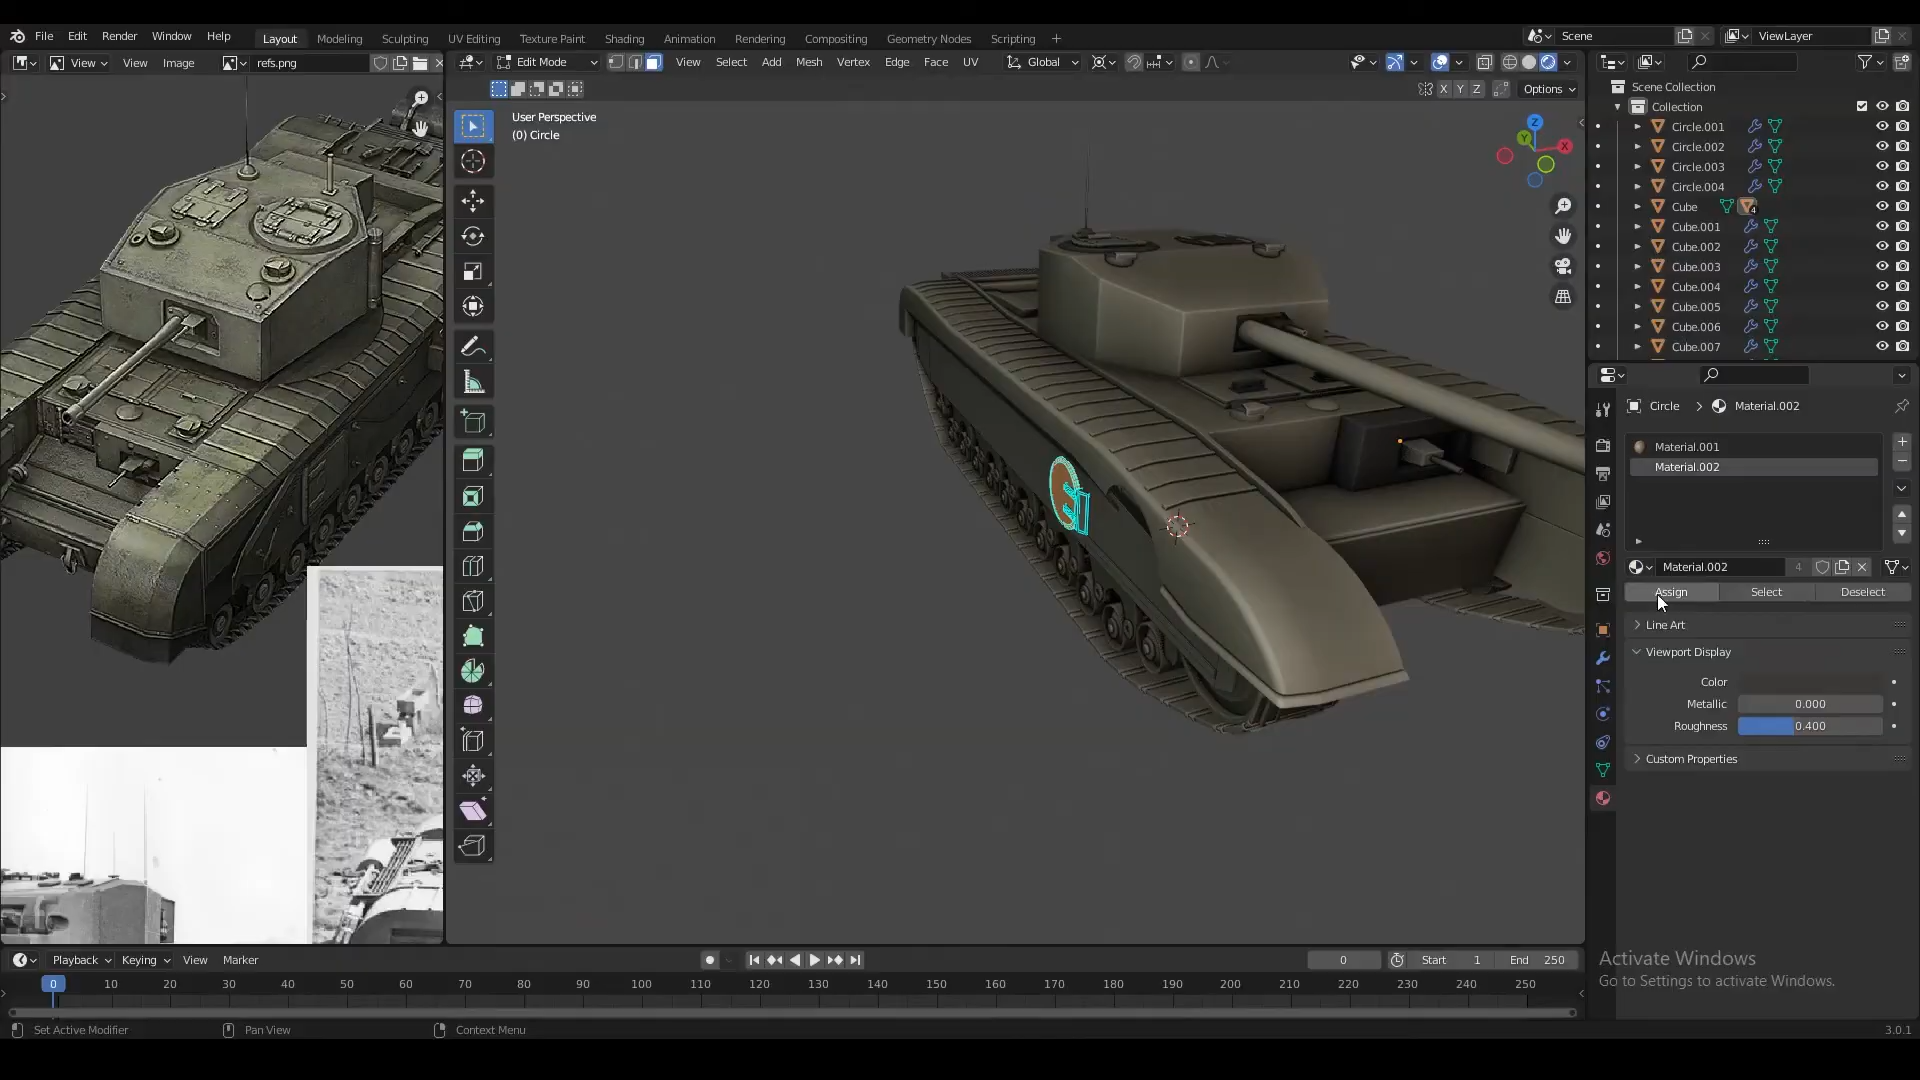 File Edit Render Window Help Layout Modeling Sculpting UV Editing Texture Paint Shading Animation Rendering Compositing Geometry Nodes Scripting + Scene ViewLayer
View View Image refs.png Edit Mode View Select Add Mesh Vertex Edge Face UV Global
X Y Z Options
User Perspective
(0) Circle
Z
Y
X
Scene Collection
Collection
Circle.001
Circle.002
Circle.003
Circle.004
Cube 4
Cube.001
Cube.002
Cube.003
Cube.004
Cube.005
Cube.006
Cube.007
Circle > Material.002
Material.001
Material.002
Material.002 4
Assign Select Deselect
Line Art
Viewport Display
Color
Metallic 0.000
Roughness 0.400
Custom Properties
Playback Keying View Marker 0 Start 1 End 250
0 10 20 30 40 50 60 70 80 90 100 110 120 130 140 150 160 170 180 190 200 210 220 230 240 250
Activate Windows
Go to Settings to activate Windows.
Set Active Modifier Pan View Context Menu 3.0.1